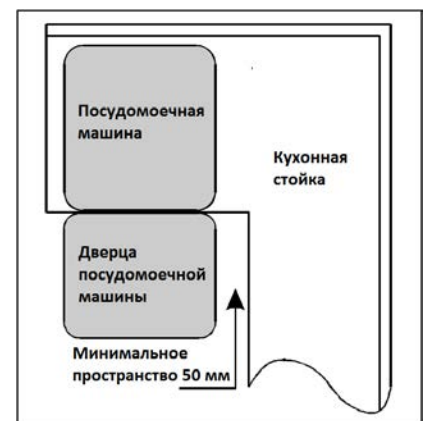 Посудомоечная
машина
Кухонная
стойка
Дверца
посудомоечной
машины
Минимальное
пространство 50 мм